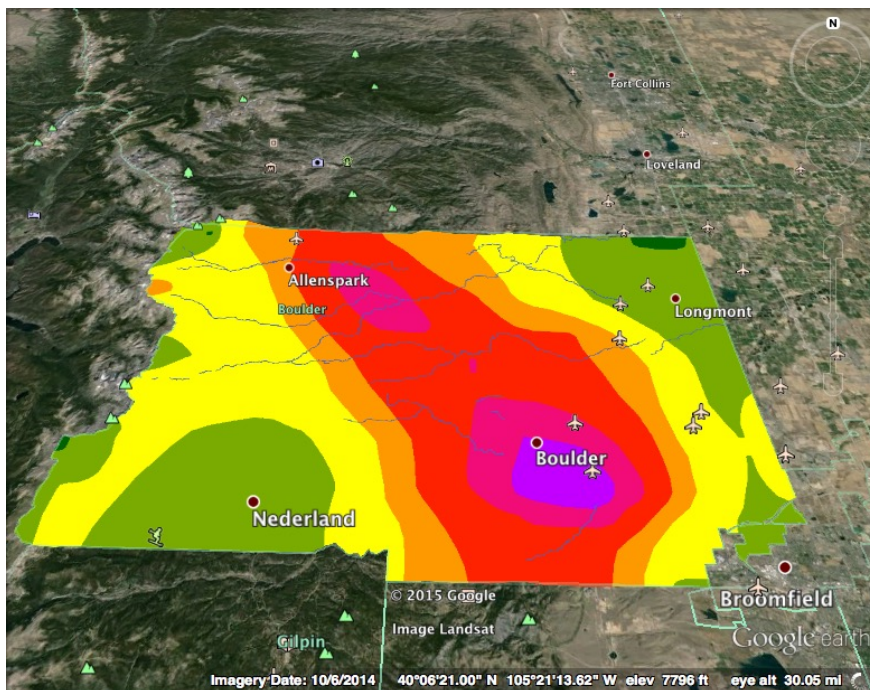 N
Fort Collins
Loveland
Allenspark
Boulder
Longmont
Boulder
Nederland
Broomfield
© 2015 Google
Image Landsat
Gilpin
Google earth
Imagery Date: 10/6/2014 40°06'21.00" N 105°21'13.62" W elev 7796 ft eye alt 30.05 mi